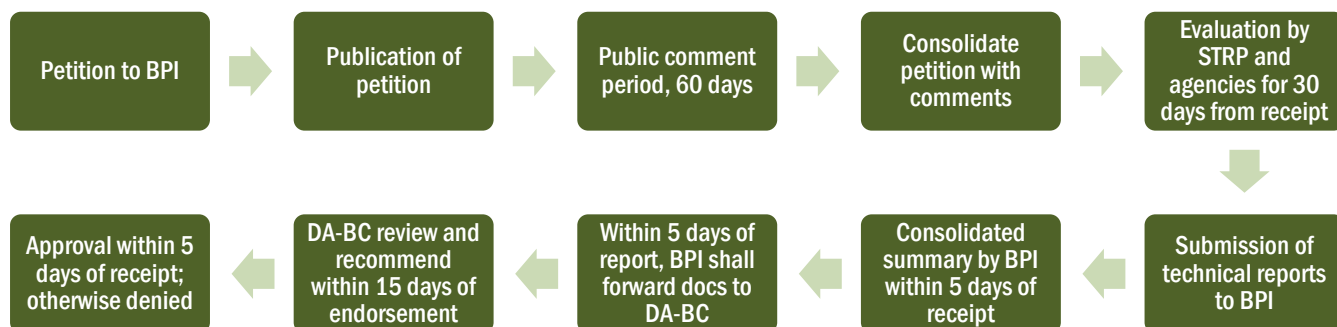 Petition to BPI
Publication of
petition
Public comment
period, 60 days
Consolidate
petition with
comments
Evaluation by
STRP and
agencies for 30
days from receipt
Submission of
technical reports
to BPI
Consolidated
summary by BPI
within 5 days of
receipt
Within 5 days of
report, BPI shall
forward docs to
DA-BC
DA-BC review and
recommend
within 15 days of
endorsement
Approval within 5
days of receipt;
otherwise denied